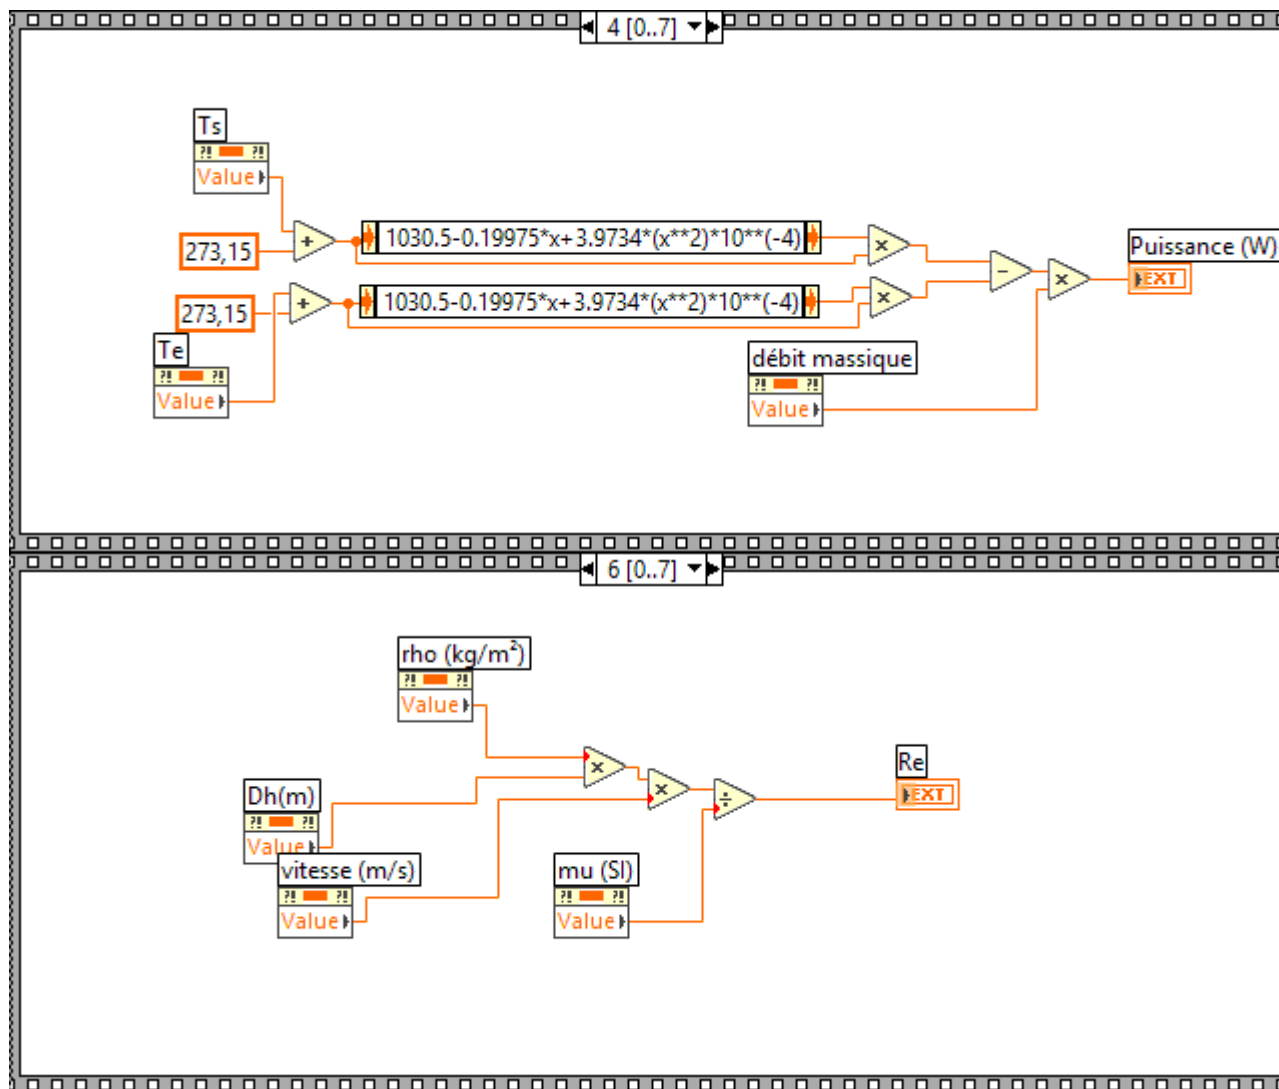 4 [0..7]
Ts
?! ?!
Value
+
273,15
1030.5-0.19975*x+3.9734*(x**2)*10**(-4)
x
Puissance (W)
EXT
-
x
+
273,15
1030.5-0.19975*x+3.9734*(x**2)*10**(-4)
x
Te
?! ?!
Value
débit massique
?! ?!
Value
6 [0..7]
rho (kg/m²)
?! ?!
Value
x
x
÷
Re
EXT
Dh(m)
?! ?!
Value
vitesse (m/s)
?! ?!
Value
mu (SI)
?! ?!
Value